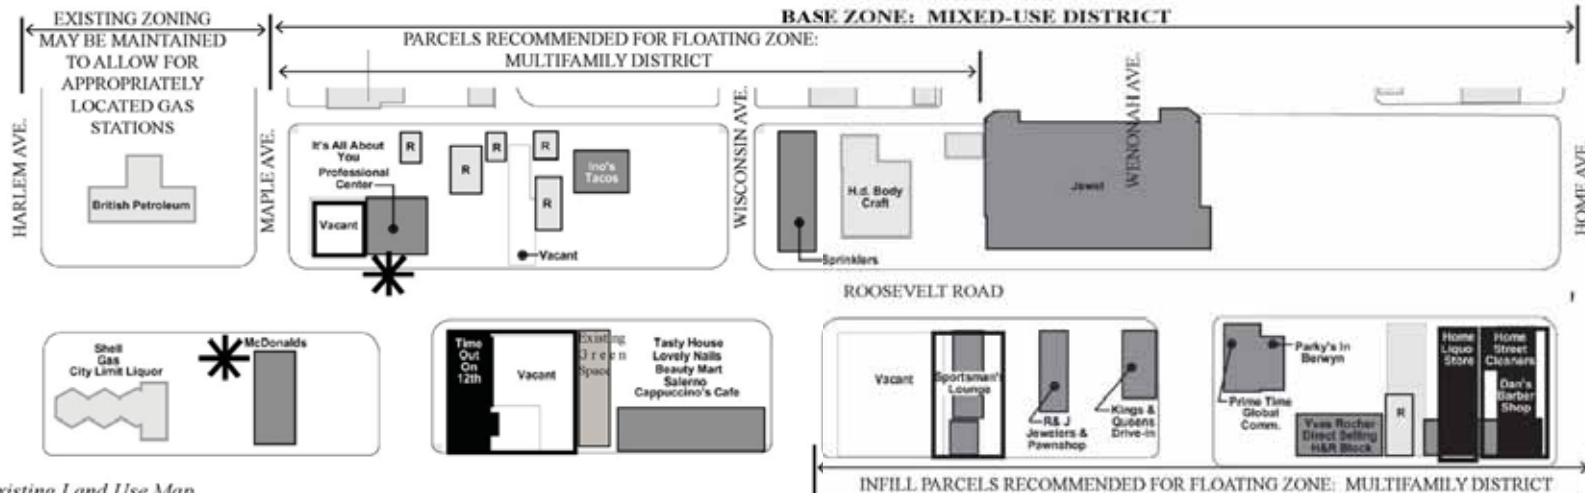 EXISTING ZONING
MAY BE MAINTAINED
TO ALLOW FOR
APPROPRIATELY
LOCATED GAS
STATIONS
BASE ZONE: MIXED-USE DISTRICT
PARCELS RECOMMENDED FOR FLOATING ZONE:
MULTIFAMILY DISTRICT
HARLEM AVE.
British Petroleum
MAPLE AVE.
It's All About
You
Professional
Center
Vacant
R
R
R
R
R
Ino's
Tacos
Vacant
WISCONSIN AVE.
Sprinklers
H.d. Body
Craft
Jewel
WENONAH AVE.
HOME AVE.
ROOSEVELT ROAD
Shell
Gas
City Limit Liquor
McDonalds
Time
Out
On
12th
Vacant
Existing
Green
Space
Tasty House
Lovely Nails
Beauty Mart
Salerno
Cappuccino's Cafe
Vacant
Sportsman's
Lounge
R& J
Jewelers &
Pawnshop
Kings &
Queens
Drive-in
Prime Time
Global
Comm.
Parky's In
Berwyn
Yves Rocher
Direct Selling
H&R Block
R
Home
Liquo
Store
Home
Street
Cleaners
Dan's
Barber
Shop
INFILL PARCELS RECOMMENDED FOR FLOATING ZONE: MULTIFAMILY DISTRICT
xisting Land Use Map